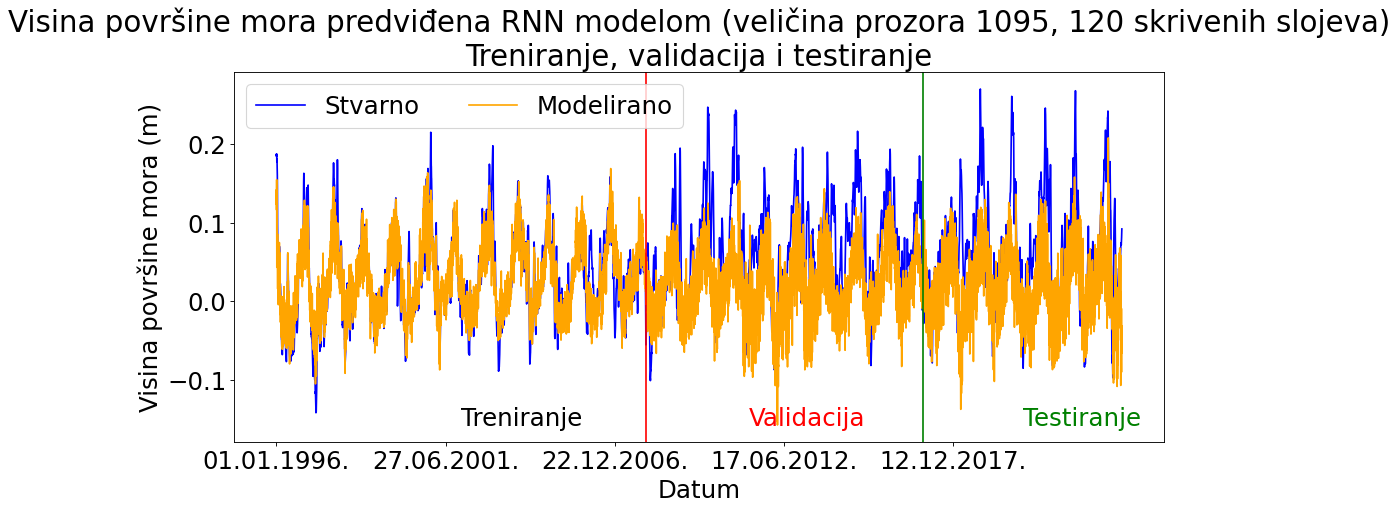 Visina površine mora predviđena RNN modelom (veličina prozora 1095, 120 skrivenih slojeva)
Treniranje, validacija i testiranje
Stvarno Modelirano
Visina površine mora (m)
0.2
0.1
0.0
−0.1
Treniranje Validacija Testiranje
01.01.1996. 27.06.2001. 22.12.2006. 17.06.2012. 12.12.2017.
Datum